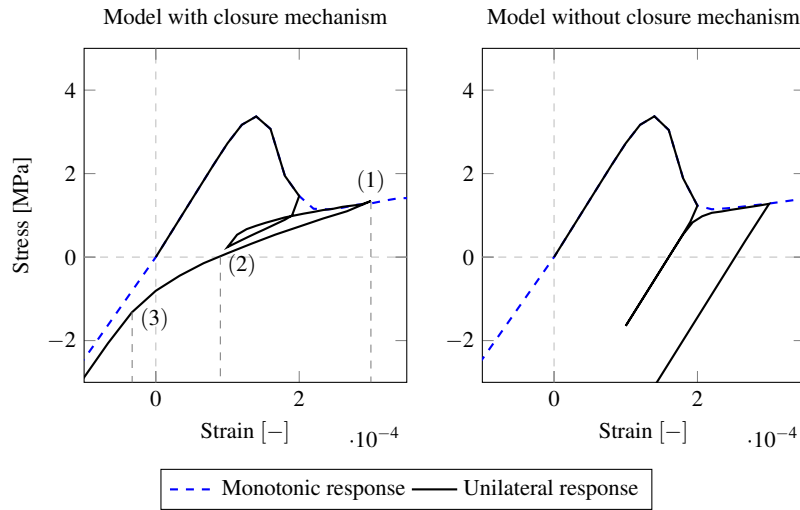 Model with closure mechanism
Model without closure mechanism
4
2
0
−2
Stress [MPa]
(1)
(2)
(3)
0
2
Strain [−]
·10−4
4
2
0
−2
0
2
Strain [−]
·10−4
Monotonic response
Unilateral response